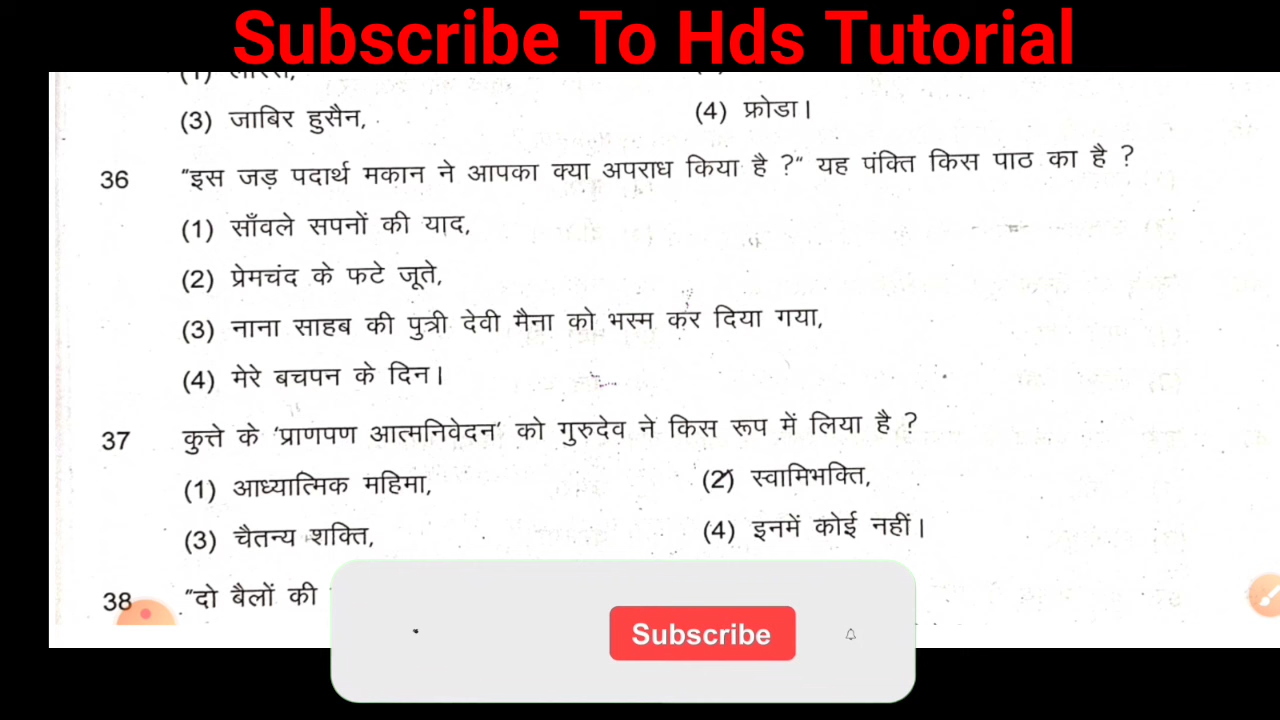 Subscribe To Hds Tutorial
(3) जाबिर हुसैन,
(4) फ्रोडा।
36 "इस जड़ पदार्थ मकान ने आपका क्या अपराध किया है ?" यह पंक्ति किस पाठ का है ?
(1) साँवले सपनों की याद,
(2) प्रेमचंद के फटे जूते,
(3) नाना साहब की पुत्री देवी मैना को भस्म कर दिया गया,
(4) मेरे बचपन के दिन।
37 कुत्ते के 'प्राणपण आत्मनिवेदन' को गुरुदेव ने किस रूप में लिया है ?
(1) आध्यात्मिक महिमा, (2) स्वामिभक्ति,
(3) चैतन्य शक्ति, (4) इनमें कोई नहीं।
38 "दो बैलों की
Subscribe